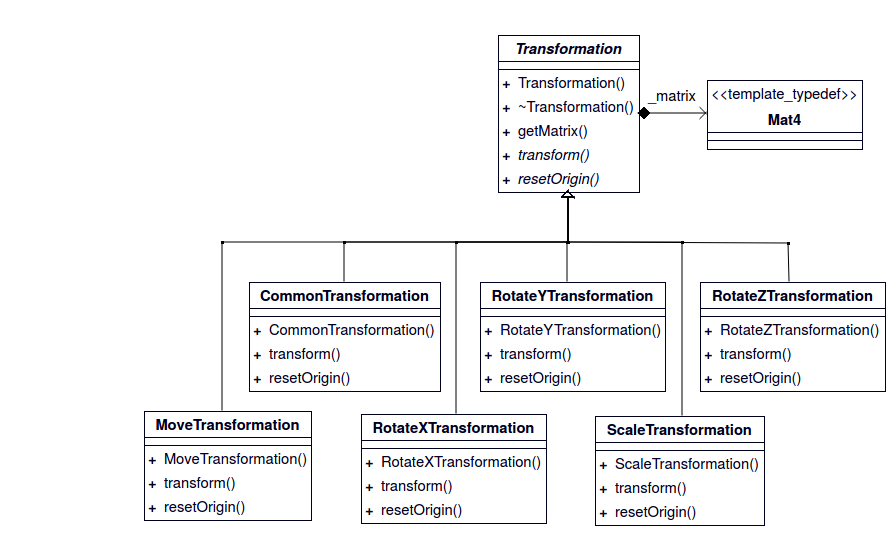 Transformation
+ Transformation()
+ ~Transformation()
+ getMatrix()
+ transform()
+ resetOrigin()
_matrix
<<template_typedef>>
Mat4
CommonTransformation
+ CommonTransformation()
+ transform()
+ resetOrigin()
RotateYTransformation
+ RotateYTransformation()
+ transform()
+ resetOrigin()
RotateZTransformation
+ RotateZTransformation()
+ transform()
+ resetOrigin()
MoveTransformation
+ MoveTransformation()
+ transform()
+ resetOrigin()
RotateXTransformation
+ RotateXTransformation()
+ transform()
+ resetOrigin()
ScaleTransformation
+ ScaleTransformation()
+ transform()
+ resetOrigin()